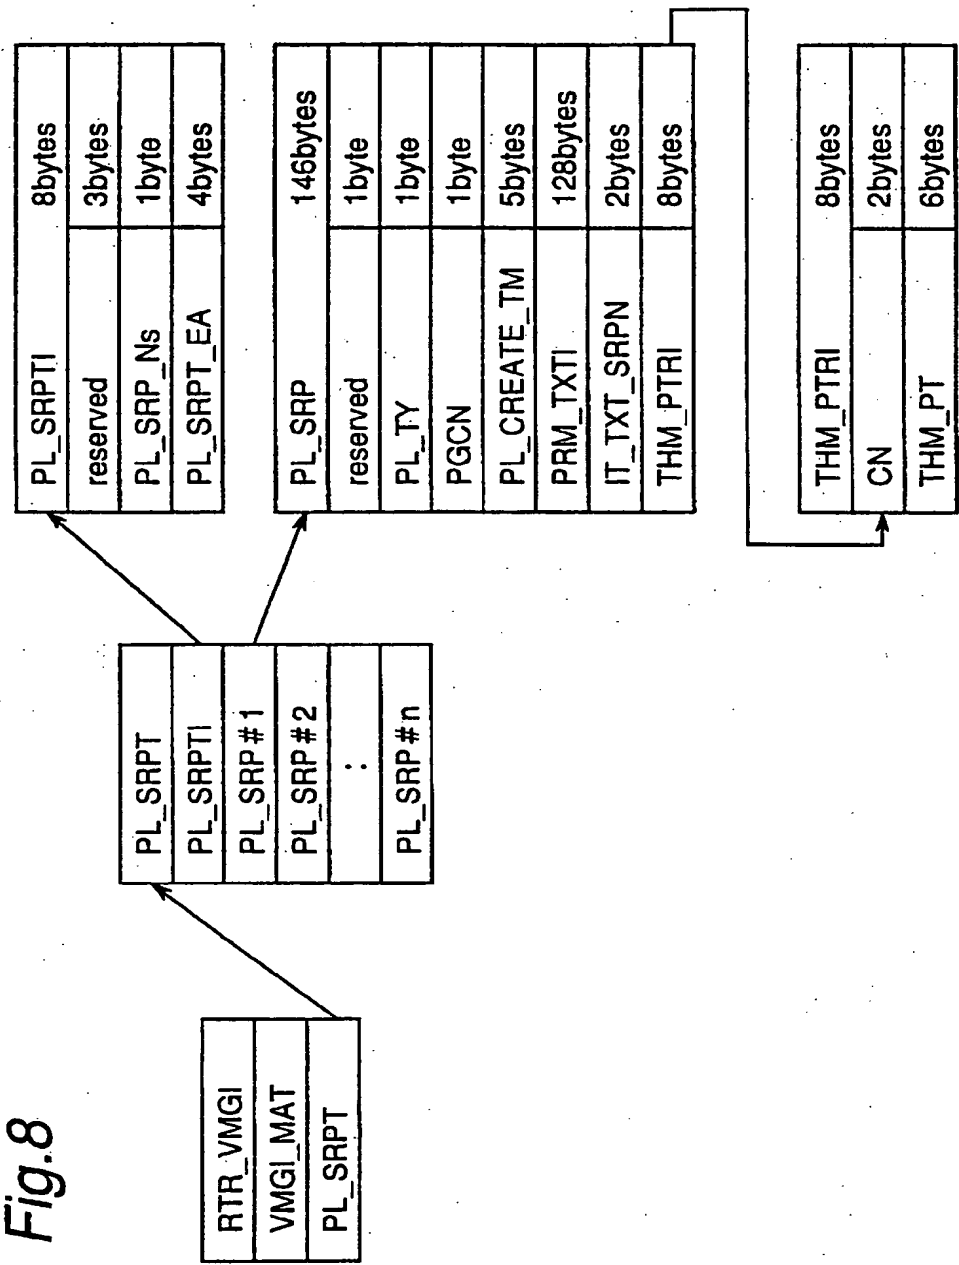 Fig.8
RTR_VMGI
VMGI_MAT
PL_SRPT
PL_SRPT
PL_SRPTI
PL_SRP#1
PL_SRP#2
:
PL_SRP#n
PL_SRPTI 8bytes
reserved 3bytes
PL_SRP_Ns 1byte
PL_SRPT_EA 4bytes
PL_SRP 146bytes
reserved 1byte
PL_TY 1byte
PGCN 1byte
PL_CREATE_TM 5bytes
PRM_TXTI 128bytes
IT_TXT_SRPN 2bytes
THM_PTRI 8bytes
THM_PTRI 8bytes
CN 2bytes
THM_PT 6bytes